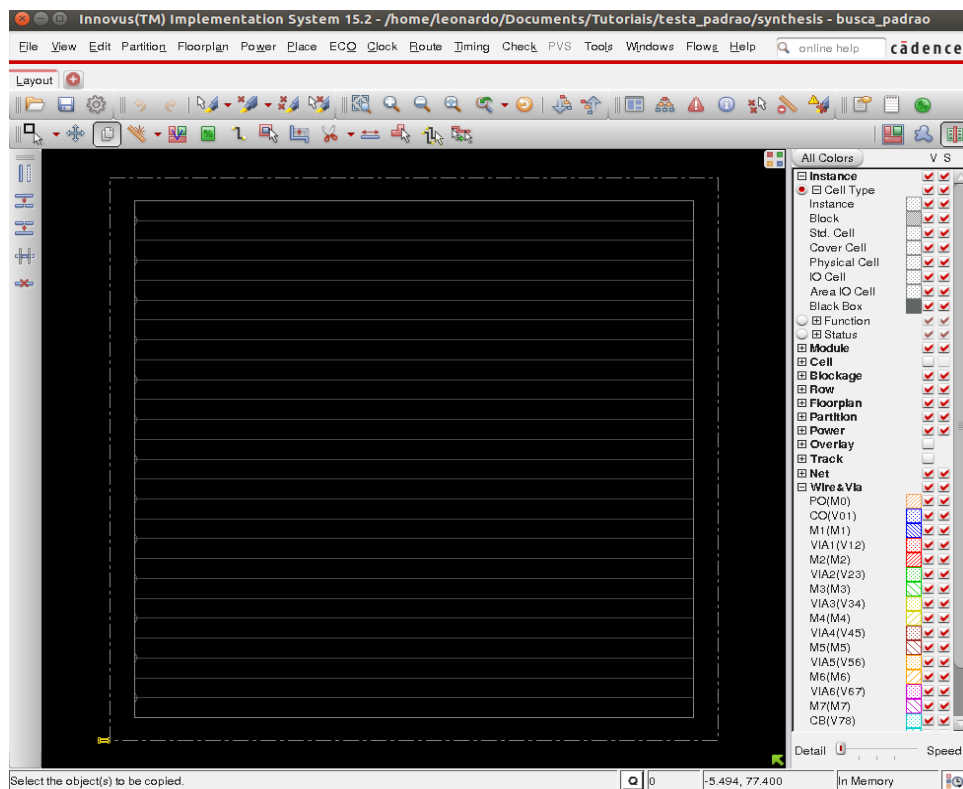 Innovus(TM) Implementation System 15.2 - /home/leonardo/Documents/Tutoriais/testa_padrao/synthesis - busca_padrao
File View Edit Partition Floorplan Power Place ECO Clock Route Timing Check PVS Tools Windows Flows Help online help cādence
Layout
All Colors V S
Instance
Cell Type
Instance
Block
Std. Cell
Cover Cell
Physical Cell
IO Cell
Area IO Cell
Black Box
Function
Status
Module
Cell
Blockage
Row
Floorplan
Partition
Power
Overlay
Track
Net
Wire&Via
PO(M0)
CO(V01)
M1(M1)
VIA1(V12)
M2(M2)
VIA2(V23)
M3(M3)
VIA3(V34)
M4(M4)
VIA4(V45)
M5(M5)
VIA5(V56)
M6(M6)
VIA6(V67)
M7(M7)
CB(V78)
Detail Speed
Select the object(s) to be copied. Q 0 -5.494, 77.400 In Memory